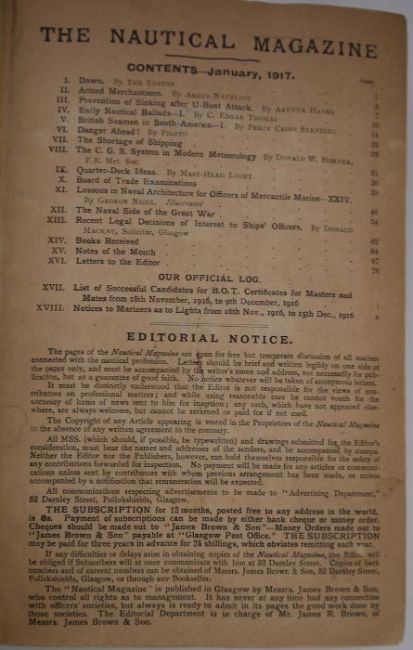 THE NAUTICAL MAGAZINE
CONTENTS—January, 1917.
PAGE
I. Dawn. By THE EDITOR 1
II. Armed Merchantmen. By ARGUS NAUPLIUS
III. Prevention of Sinking after U-Boat Attack. By ARTHUR HAYES
IV. Early Nautical Ballads—I. By C. EDGAR THOMAS
V. British Seamen in South America—I. By PERCY CROSS STANDING
VI. Danger Ahead! By PILOTO
VII. The Shortage of Shipping
VIII. The C. G. S. System in Modern Meteorology By DONALD W. HORNER,
F.R. Met. Soc.
IX. Quarter-Deck Ideas. By MAST-HEAD LIGHT
X. Board of Trade Examinations
XI. Lessons in Naval Architecture for Officers of Mercantile Marine—XXIV.
By GEORGE NICOL. Illustrated
XII. The Naval Side of the Great War
XIII. Recent Legal Decisions of Interest to Ships' Officers. By DONALD
MACKAY, Solicitor, Glasgow
XIV. Books Received 62
XV. Notes of the Month 64
XVI. Letters to the Editor 67
76
OUR OFFICIAL LOG.
XVII. List of Successful Candidates for B.O.T. Certificates for Masters and
Mates from 18th November, 1916, to 9th December, 1916
XVIII. Notices to Mariners as to Lights from 16th Nov., 1916, to 15th Dec., 1916
EDITORIAL NOTICE.
The pages of the Nautical Magazine are open for free but temperate discussion of all matters
connected with the nautical profession. Letters should be brief and written legibly on one side of
the paper only, and must be accompanied by the writer's name and address, not necessarily for pub-
lication, but as a guarantee of good faith. No notice whatever will be taken of anonymous letters.
It must be distinctly understood that the Editor is not responsible for the views of con-
tributors on professional matters; and while using reasonable care he cannot vouch for the
accuracy of items of news sent to him for insertion; any such, which have not appeared else-
where, are always welcome, but cannot be returned or paid for if not used.
The Copyright of any Article appearing is vested in the Proprietors of the Nautical Magazine
in the absence of any written agreement to the contrary.
All MSS. (which should, if possible, be typewritten) and drawings submitted for the Editor's
consideration, must bear the names and addresses of the senders, and be accompanied by stamps.
Neither the Editor nor the Publishers, however, can hold themselves responsible for the safety of
any contributions forwarded for inspection. No payment will be made for any articles or communi-
cations unless sent by contributors with whom previous arrangement has been made, or unless
accompanied by a notification that remuneration will be expected.
All communications respecting advertisements to be made to "Advertising Department,"
52 Darnley Street, Pollokshields, Glasgow.
THE SUBSCRIPTION for 12 months, posted free to any address in the world,
is 8s. Payment of subscriptions can be made by either bank cheque or money order.
Cheques should be made out to "James Brown & Son"—Money Orders made out to
"James Brown & Son" payable at "Glasgow Post Office." THE SUBSCRIPTION
may be paid for three years in advance for 24 shillings, which obviates remitting each year.
If any difficulties or delays arise in obtaining copies of the Nautical Magazine, the Editor will
be obliged if Subscribers will at once communicate with him at 52 Darnley Street. Copies of back
numbers and of current numbers can be obtained of Messrs. James Brown & Son, 52 Darnley Street,
Pollokshields, Glasgow, or through any Bookseller.
The "Nautical Magazine" is published in Glasgow by Messrs. James Brown & Son,
who control all rights as to management. It has never at any time had any connection
with officers' societies, but always is ready to admit in its pages the good work done by
those societies. The Editorial Department is in charge of Mr. James R. Brown, of
Messrs. James Brown & Son.